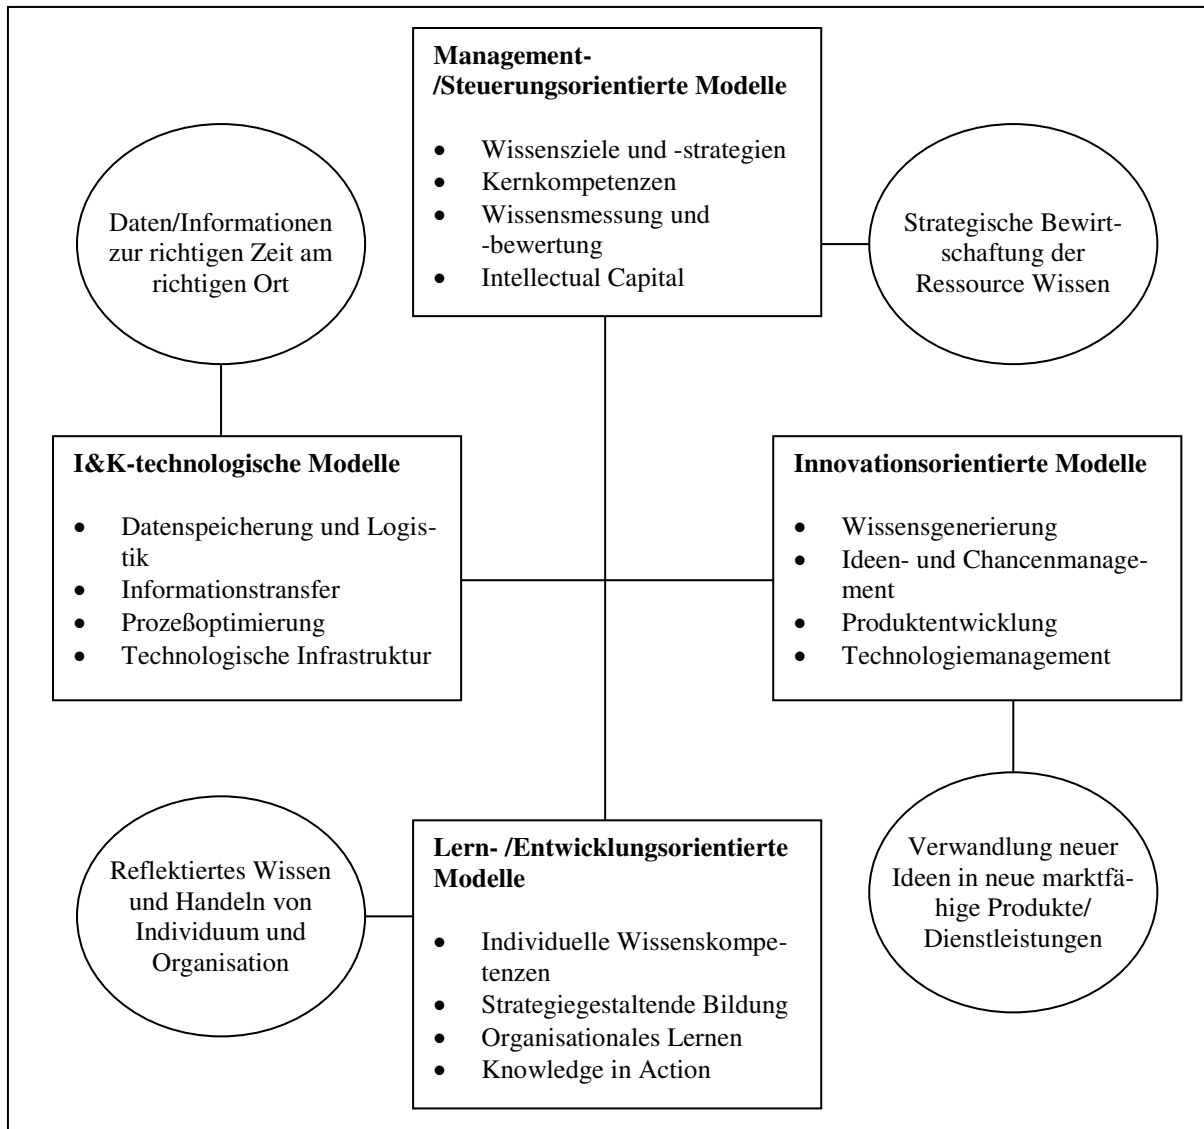 Management-
/Steuerungsorientierte Modelle
• Wissensziele und -strategien
• Kernkompetenzen
• Wissensmessung und
-bewertung
• Intellectual Capital
Daten/Informationen
zur richtigen Zeit am
richtigen Ort
Strategische Bewirt-
schaftung der
Ressource Wissen
I&K-technologische Modelle
• Datenspeicherung und Logis-
tik
• Informationstransfer
• Prozeßoptimierung
• Technologische Infrastruktur
Innovationsorientierte Modelle
• Wissensgenerierung
• Ideen- und Chancenmanage-
ment
• Produktentwicklung
• Technologiemanagement
Reflektiertes Wissen
und Handeln von
Individuum und
Organisation
Lern- /Entwicklungsorientierte
Modelle
• Individuelle Wissenskompe-
tenzen
• Strategiegestaltende Bildung
• Organisationales Lernen
• Knowledge in Action
Verwandlung neuer
Ideen in neue marktfä-
hige Produkte/
Dienstleistungen